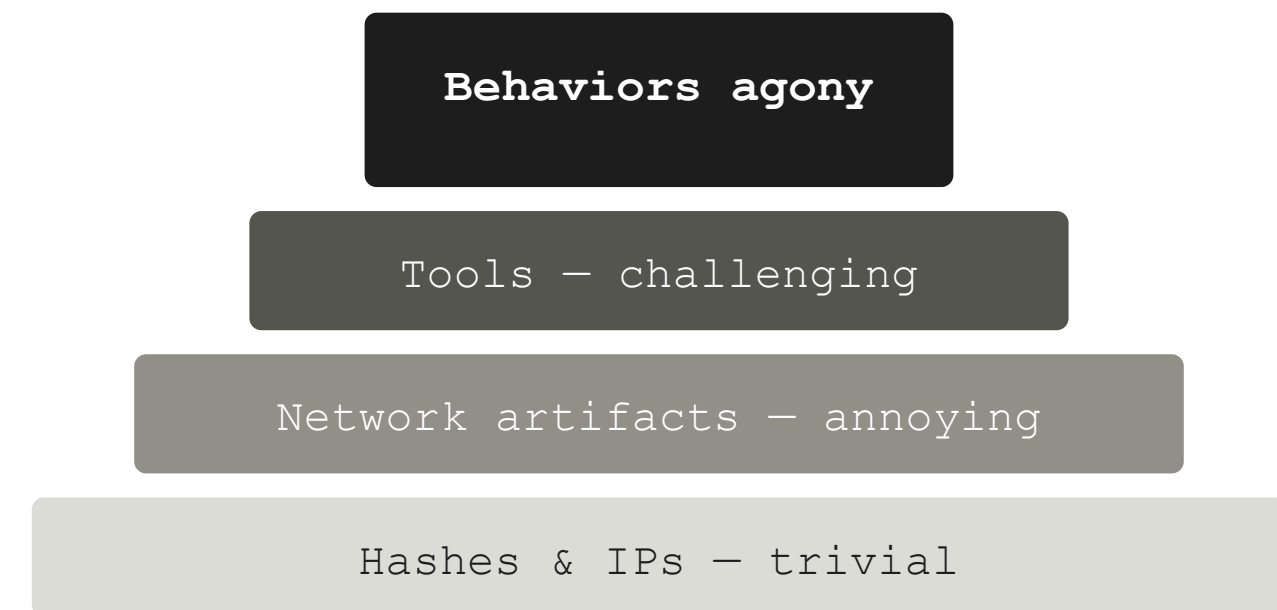 Behaviors agony
Tools — challenging
Network artifacts — annoying
Hashes & IPs — trivial